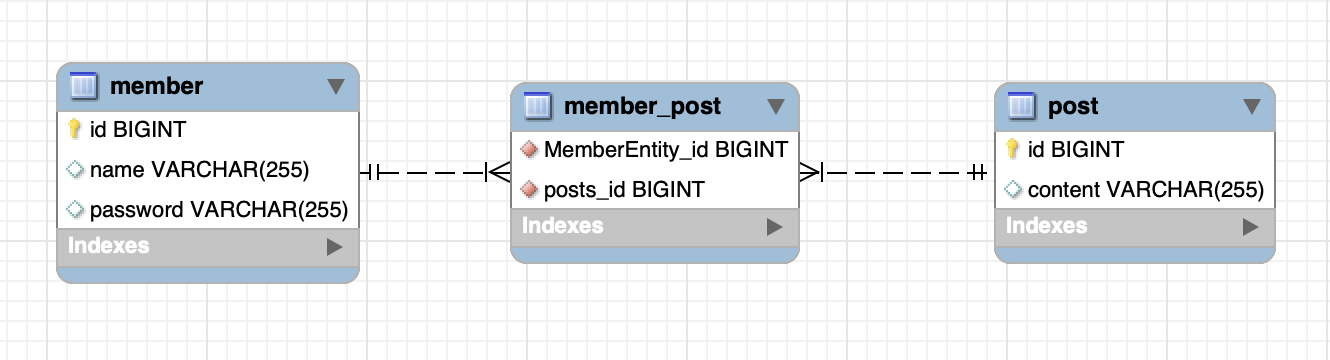 member
id BIGINT
name VARCHAR(255)
password VARCHAR(255)
Indexes
member_post
MemberEntity_id BIGINT
posts_id BIGINT
Indexes
post
id BIGINT
content VARCHAR(255)
Indexes